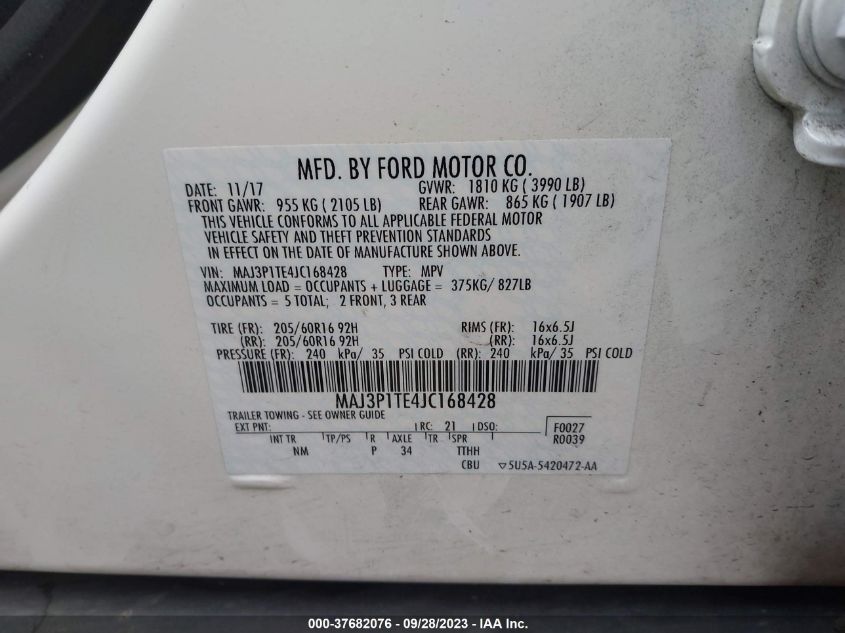 MFD. BY FORD MOTOR CO.
DATE: 11/17 GVWR: 1810 KG ( 3990 LB)
FRONT GAWR: 955 KG ( 2105 LB) REAR GAWR: 865 KG ( 1907 LB)
THIS VEHICLE CONFORMS TO ALL APPLICABLE FEDERAL MOTOR
VEHICLE SAFETY AND THEFT PREVENTION STANDARDS
IN EFFECT ON THE DATE OF MANUFACTURE SHOWN ABOVE.
VIN: MAJ3P1TE4JC168428 TYPE: MPV
MAXIMUM LOAD = OCCUPANTS + LUGGAGE = 375KG/ 827LB
OCCUPANTS = 5 TOTAL; 2 FRONT, 3 REAR
TIRE (FR): 205/60R16 92H RIMS (FR): 16x6.5J
(RR): 205/60R16 92H (RR): 16x6.5J
PRESSURE (FR): 240 kPa/ 35 PSI COLD (RR): 240 kPa/ 35 PSI COLD
MAJ3P1TE4JC168428
TRAILER TOWING - SEE OWNER GUIDE
EXT PNT: RC: 21 DSO: F0027
INT TR TP/PS R AXLE TR SPR R0039
NM P 34 TTHH
CBU 5U5A-5420472-AA
000-37682076 - 09/28/2023 - IAA Inc.